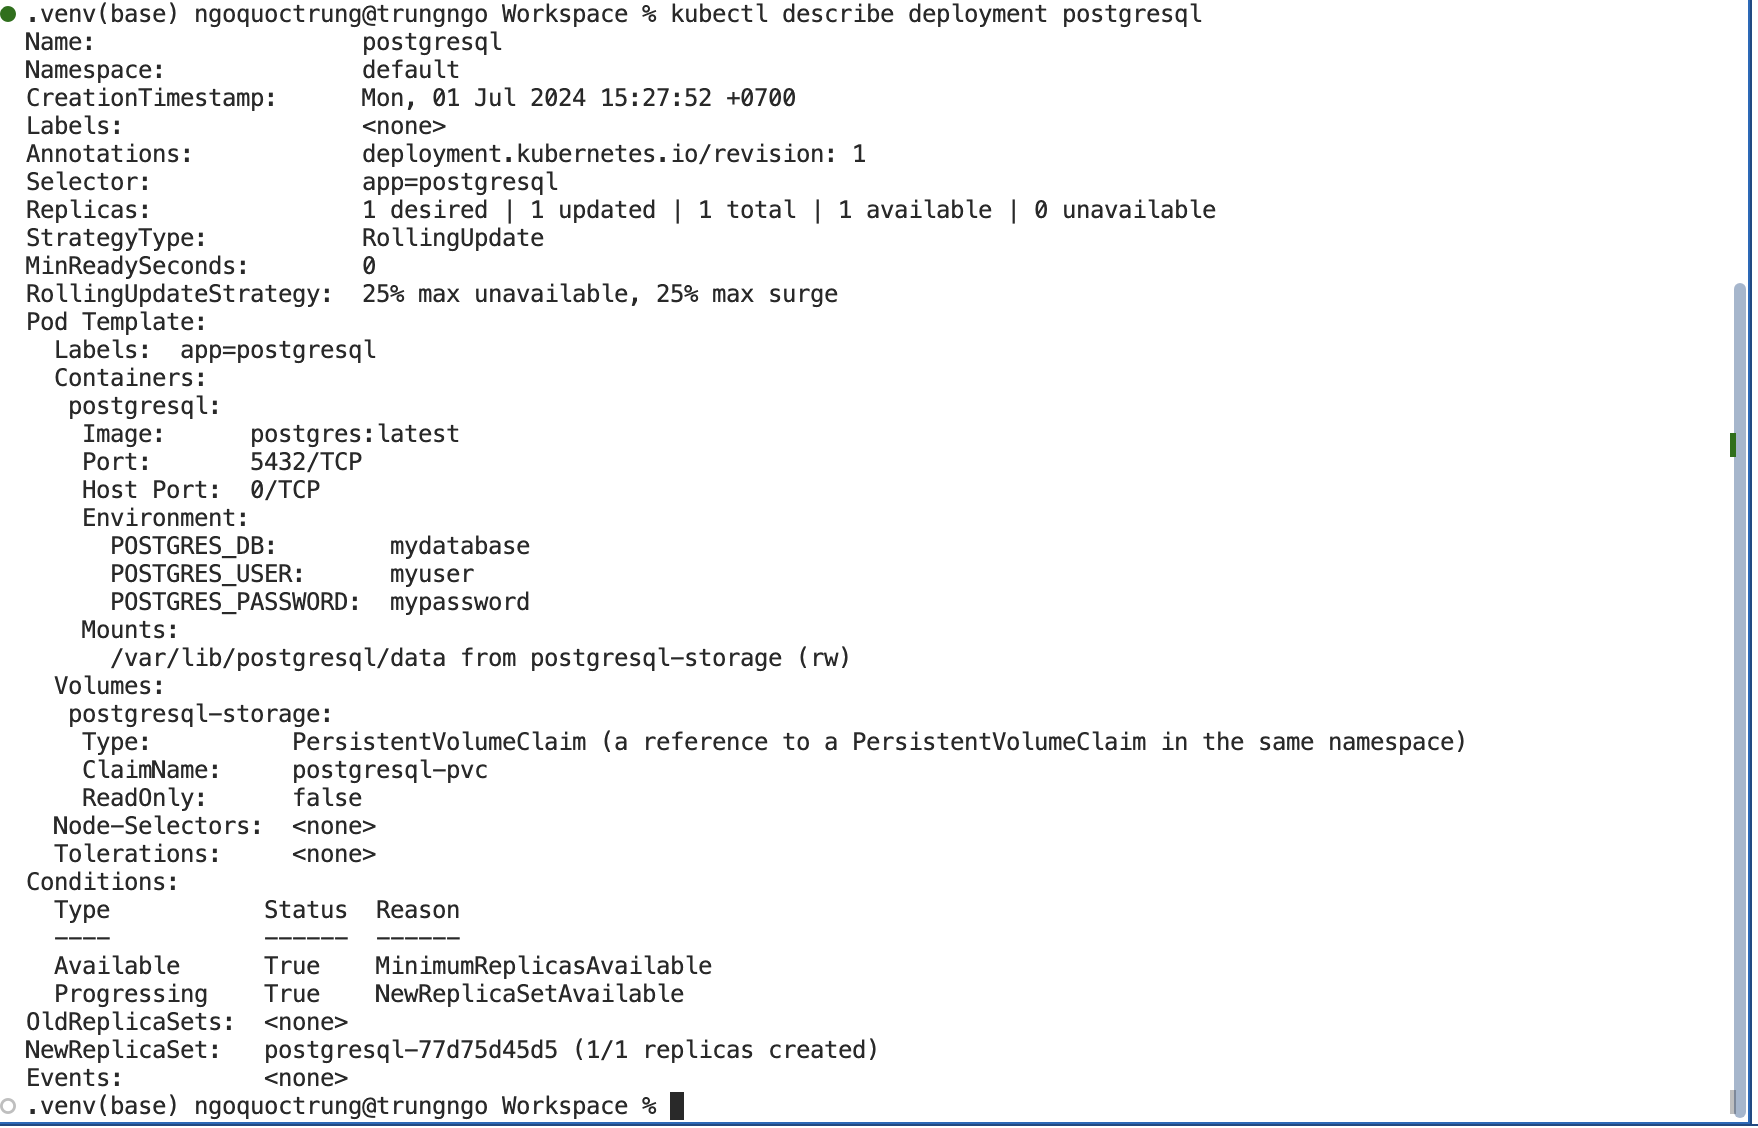 .venv(base) ngoquoctrung@trungngo Workspace % kubectl describe deployment postgresql
Name:                   postgresql
Namespace:              default
CreationTimestamp:      Mon, 01 Jul 2024 15:27:52 +0700
Labels:                 <none>
Annotations:            deployment.kubernetes.io/revision: 1
Selector:               app=postgresql
Replicas:               1 desired | 1 updated | 1 total | 1 available | 0 unavailable
StrategyType:           RollingUpdate
MinReadySeconds:        0
RollingUpdateStrategy:  25% max unavailable, 25% max surge
Pod Template:
  Labels:  app=postgresql
  Containers:
   postgresql:
    Image:      postgres:latest
    Port:       5432/TCP
    Host Port:  0/TCP
    Environment:
      POSTGRES_DB:        mydatabase
      POSTGRES_USER:      myuser
      POSTGRES_PASSWORD:  mypassword
    Mounts:
      /var/lib/postgresql/data from postgresql-storage (rw)
  Volumes:
   postgresql-storage:
    Type:          PersistentVolumeClaim (a reference to a PersistentVolumeClaim in the same namespace)
    ClaimName:     postgresql-pvc
    ReadOnly:      false
  Node-Selectors:  <none>
  Tolerations:     <none>
Conditions:
  Type           Status  Reason
  ----           ------  ------
  Available      True    MinimumReplicasAvailable
  Progressing    True    NewReplicaSetAvailable
OldReplicaSets:  <none>
NewReplicaSet:   postgresql-77d75d45d5 (1/1 replicas created)
Events:          <none>
.venv(base) ngoquoctrung@trungngo Workspace %